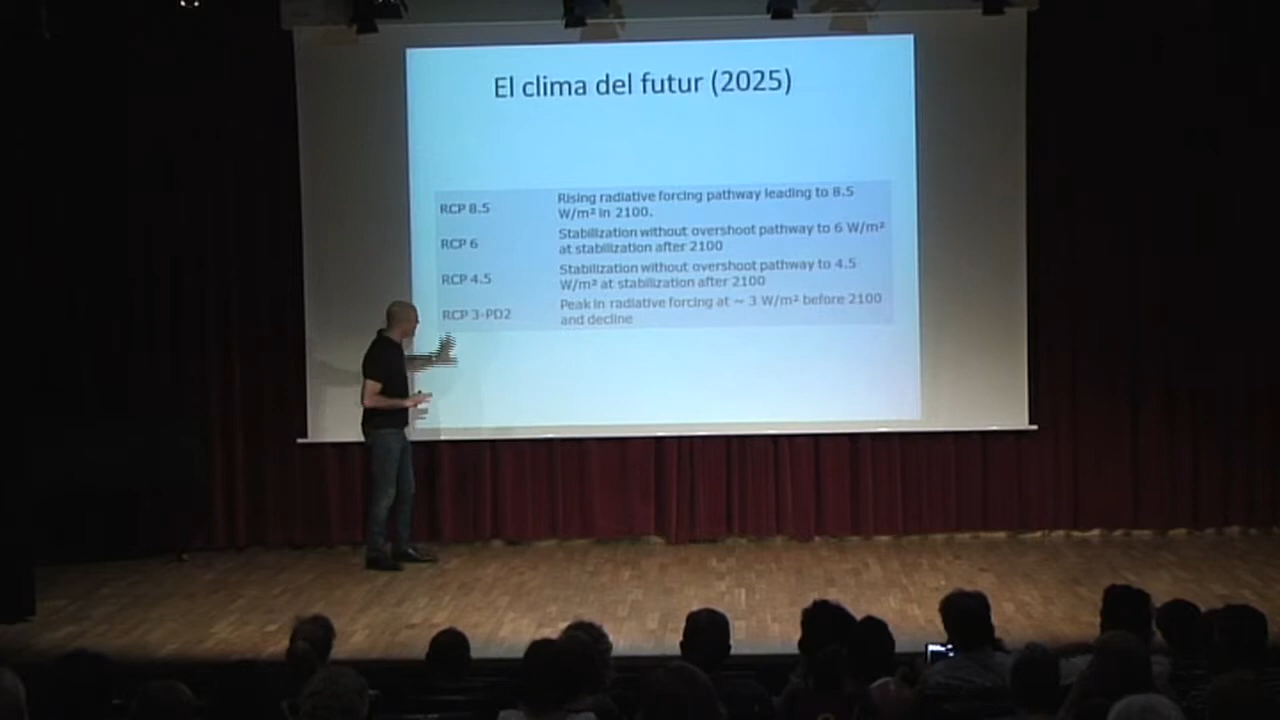 El clima del futur (2025)
RCP 8.5
Rising radiative forcing pathway leading to 8.5
W/m² in 2100.
RCP 6
Stabilization without overshoot pathway to 6 W/m²
at stabilization after 2100
RCP 4.5
Stabilization without overshoot pathway to 4.5
W/m² at stabilization after 2100
RCP 3-PD2
Peak in radiative forcing at ~ 3 W/m² before 2100
and decline